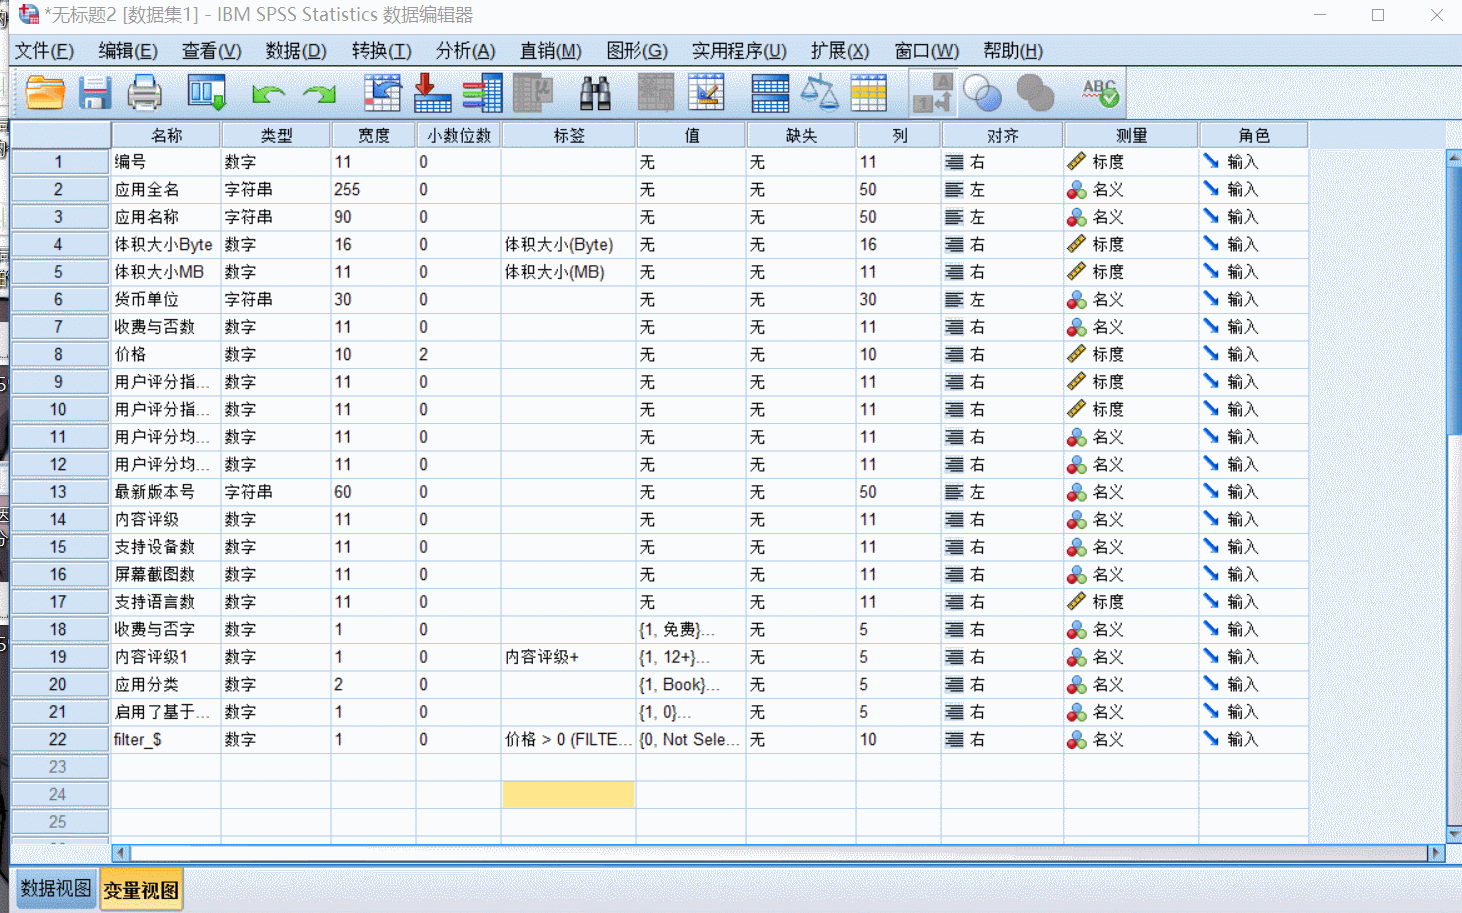 *无标题2 [数据集1] - IBM SPSS Statistics 数据编辑器
文件(F) 编辑(E) 查看(V) 数据(D) 转换(T) 分析(A) 直销(M) 图形(G) 实用程序(U) 扩展(X) 窗口(W) 帮助(H)
名称 类型 宽度 小数位数 标签 值 缺失 列 对齐 测量 角色
1 编号 数字 11 0 无 无 11 右 标度 输入
2 应用全名 字符串 255 0 无 无 50 左 名义 输入
3 应用名称 字符串 90 0 无 无 50 左 名义 输入
4 体积大小Byte 数字 16 0 体积大小(Byte) 无 无 16 右 标度 输入
5 体积大小MB 数字 11 0 体积大小(MB) 无 无 11 右 标度 输入
6 货币单位 字符串 30 0 无 无 30 左 名义 输入
7 收费与否数 数字 11 0 无 无 11 右 名义 输入
8 价格 数字 10 2 无 无 10 右 标度 输入
9 用户评分指... 数字 11 0 无 无 11 右 标度 输入
10 用户评分指... 数字 11 0 无 无 11 右 标度 输入
11 用户评分均... 数字 11 0 无 无 11 右 名义 输入
12 用户评分均... 数字 11 0 无 无 11 右 名义 输入
13 最新版本号 字符串 60 0 无 无 50 左 名义 输入
14 内容评级 数字 11 0 无 无 11 右 名义 输入
15 支持设备数 数字 11 0 无 无 11 右 名义 输入
16 屏幕截图数 数字 11 0 无 无 11 右 名义 输入
17 支持语言数 数字 11 0 无 无 11 右 标度 输入
18 收费与否字 数字 1 0 {1, 免费}... 无 5 右 名义 输入
19 内容评级1 数字 1 0 内容评级+ {1, 12+}... 无 5 右 名义 输入
20 应用分类 数字 2 0 {1, Book}... 无 5 右 名义 输入
21 启用了基于... 数字 1 0 {1, 0}... 无 5 右 名义 输入
22 filter_$ 数字 1 0 价格 > 0 (FILTE... {0, Not Sele... 无 10 右 名义 输入
23
24
25
数据视图 变量视图